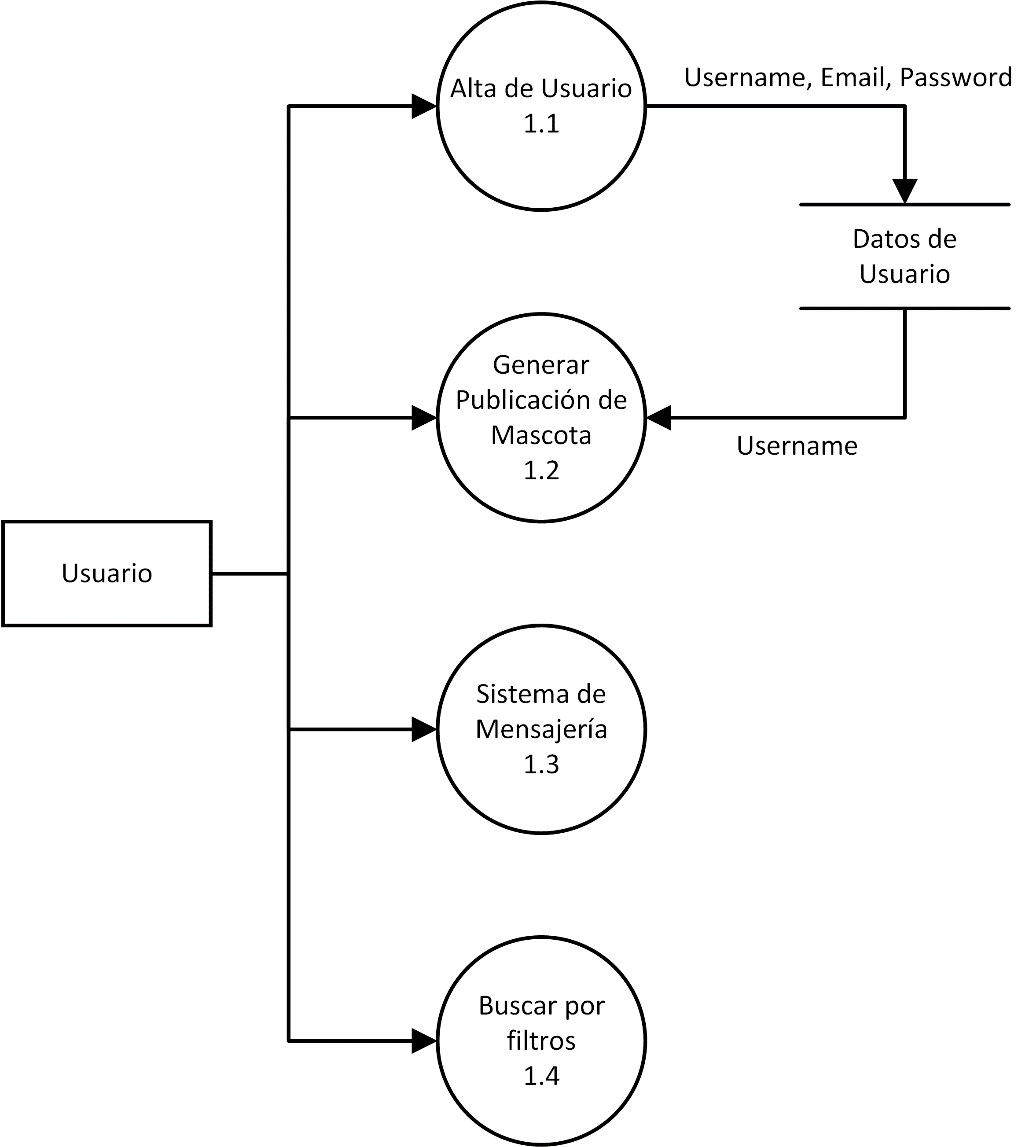 Alta de Usuario
1.1
Username, Email, Password
Datos de
Usuario
Generar
Publicación de
Mascota
1.2
Username
Usuario
Sistema de
Mensajería
1.3
Buscar por
filtros
1.4